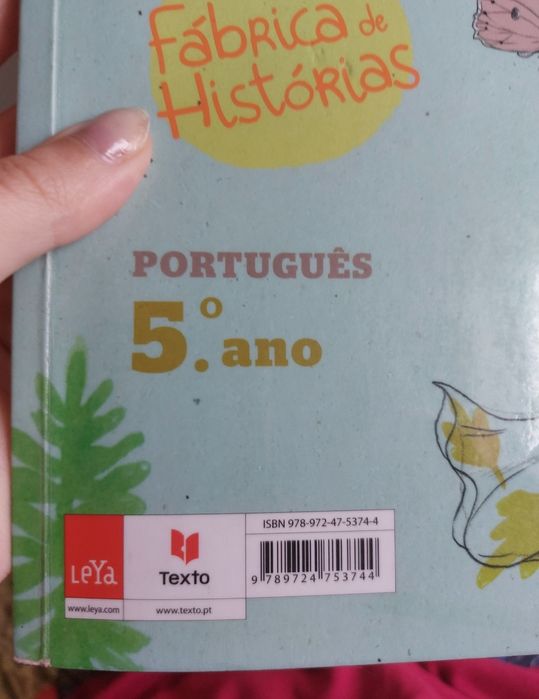 Fábrica de
Histórias
PORTUGUÊS
5.º ano
ISBN 978-972-47-5374-4
LeYa
Texto
9 789724 753744
www.leya.com
www.texto.pt